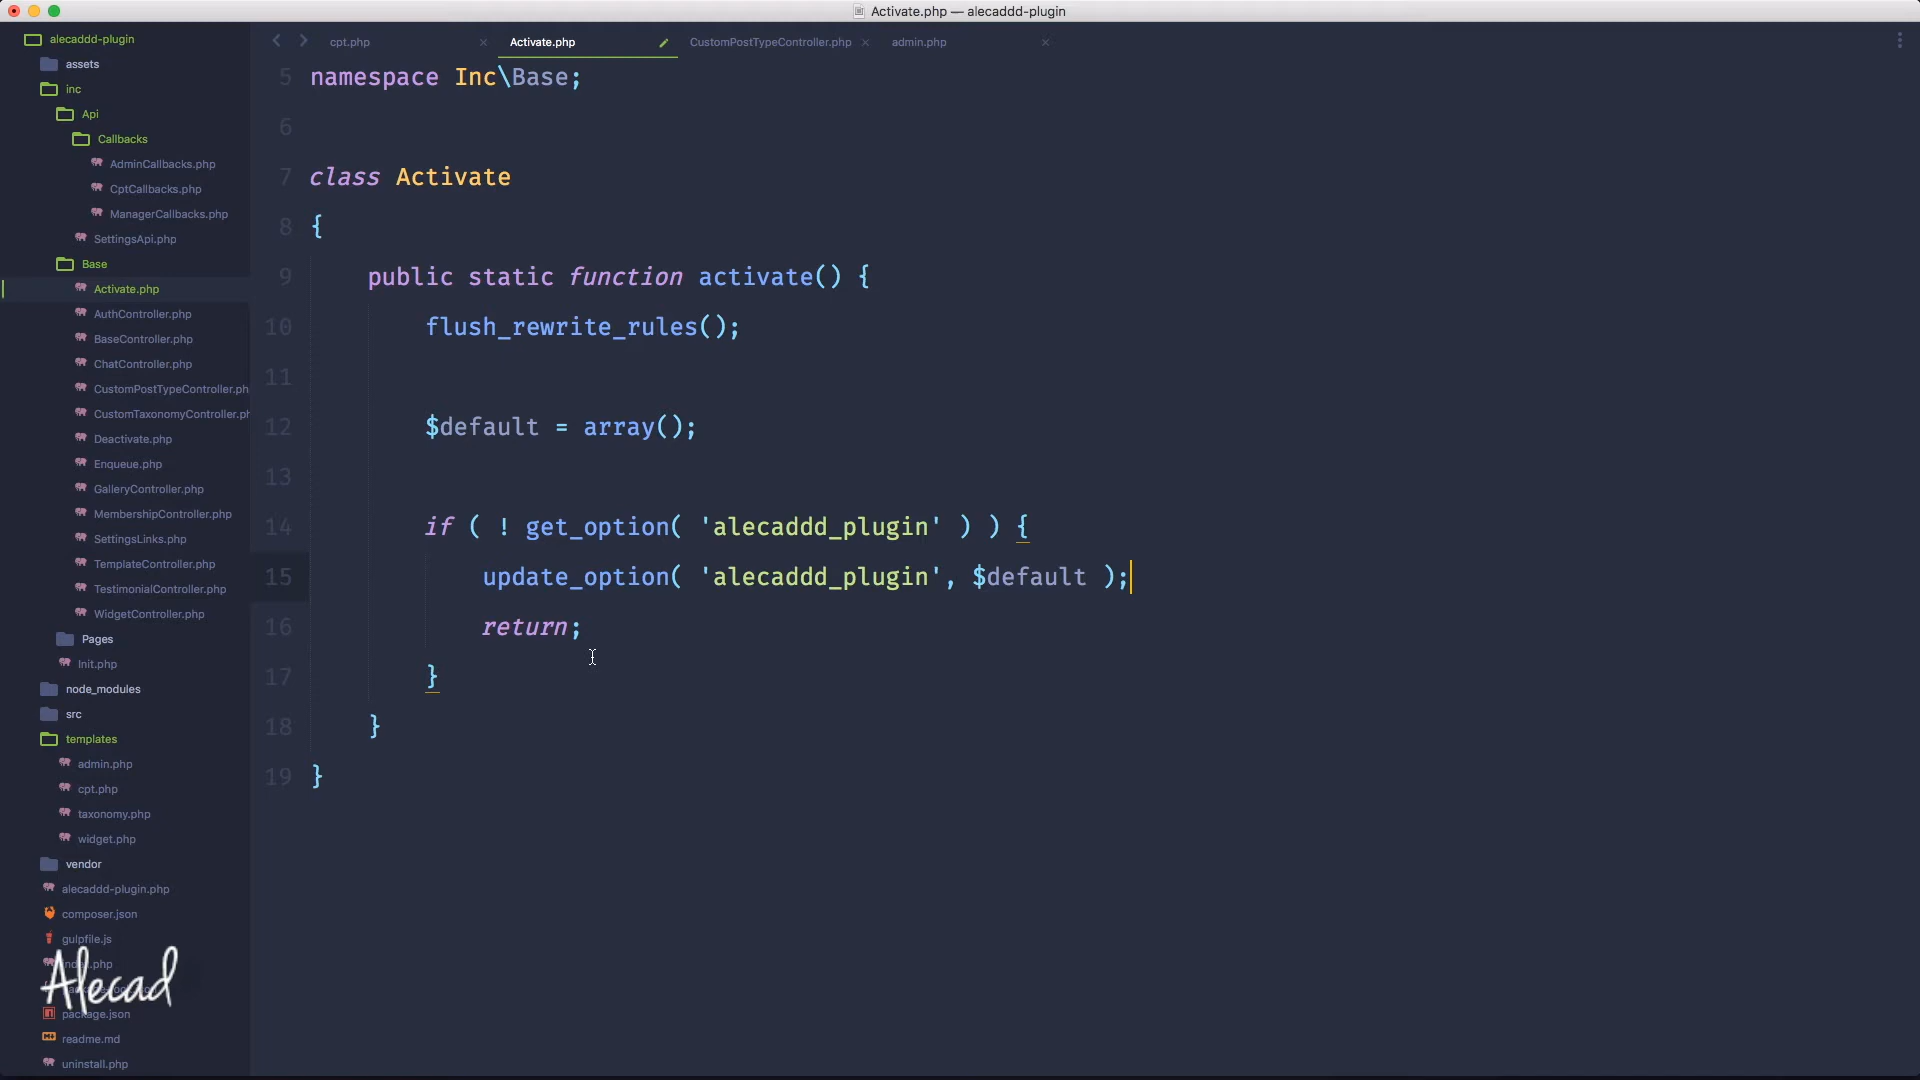 Activate.php — alecaddd-plugin
alecaddd-plugin
assets
inc
Api
Callbacks
AdminCallbacks.php
CptCallbacks.php
ManagerCallbacks.php
SettingsApi.php
Base
Activate.php
AuthController.php
BaseController.php
ChatController.php
CustomPostTypeController.ph
CustomTaxonomyController.ph
Deactivate.php
Enqueue.php
GalleryController.php
MembershipController.php
SettingsLinks.php
TemplateController.php
TestimonialController.php
WidgetController.php
Pages
Init.php
node_modules
src
templates
admin.php
cpt.php
taxonomy.php
widget.php
vendor
alecaddd-plugin.php
composer.json
gulpfile.js
package.json
readme.md
uninstall.php
Alecad
cpt.php
Activate.php
CustomPostTypeController.php
admin.php
5 namespace Inc\Base;
6
7 class Activate
8 {
9 public static function activate() {
10 flush_rewrite_rules();
11
12 $default = array();
13
14 if ( ! get_option( 'alecaddd_plugin' ) ) {
15 update_option( 'alecaddd_plugin', $default );
16 return;
17 }
18 }
19 }